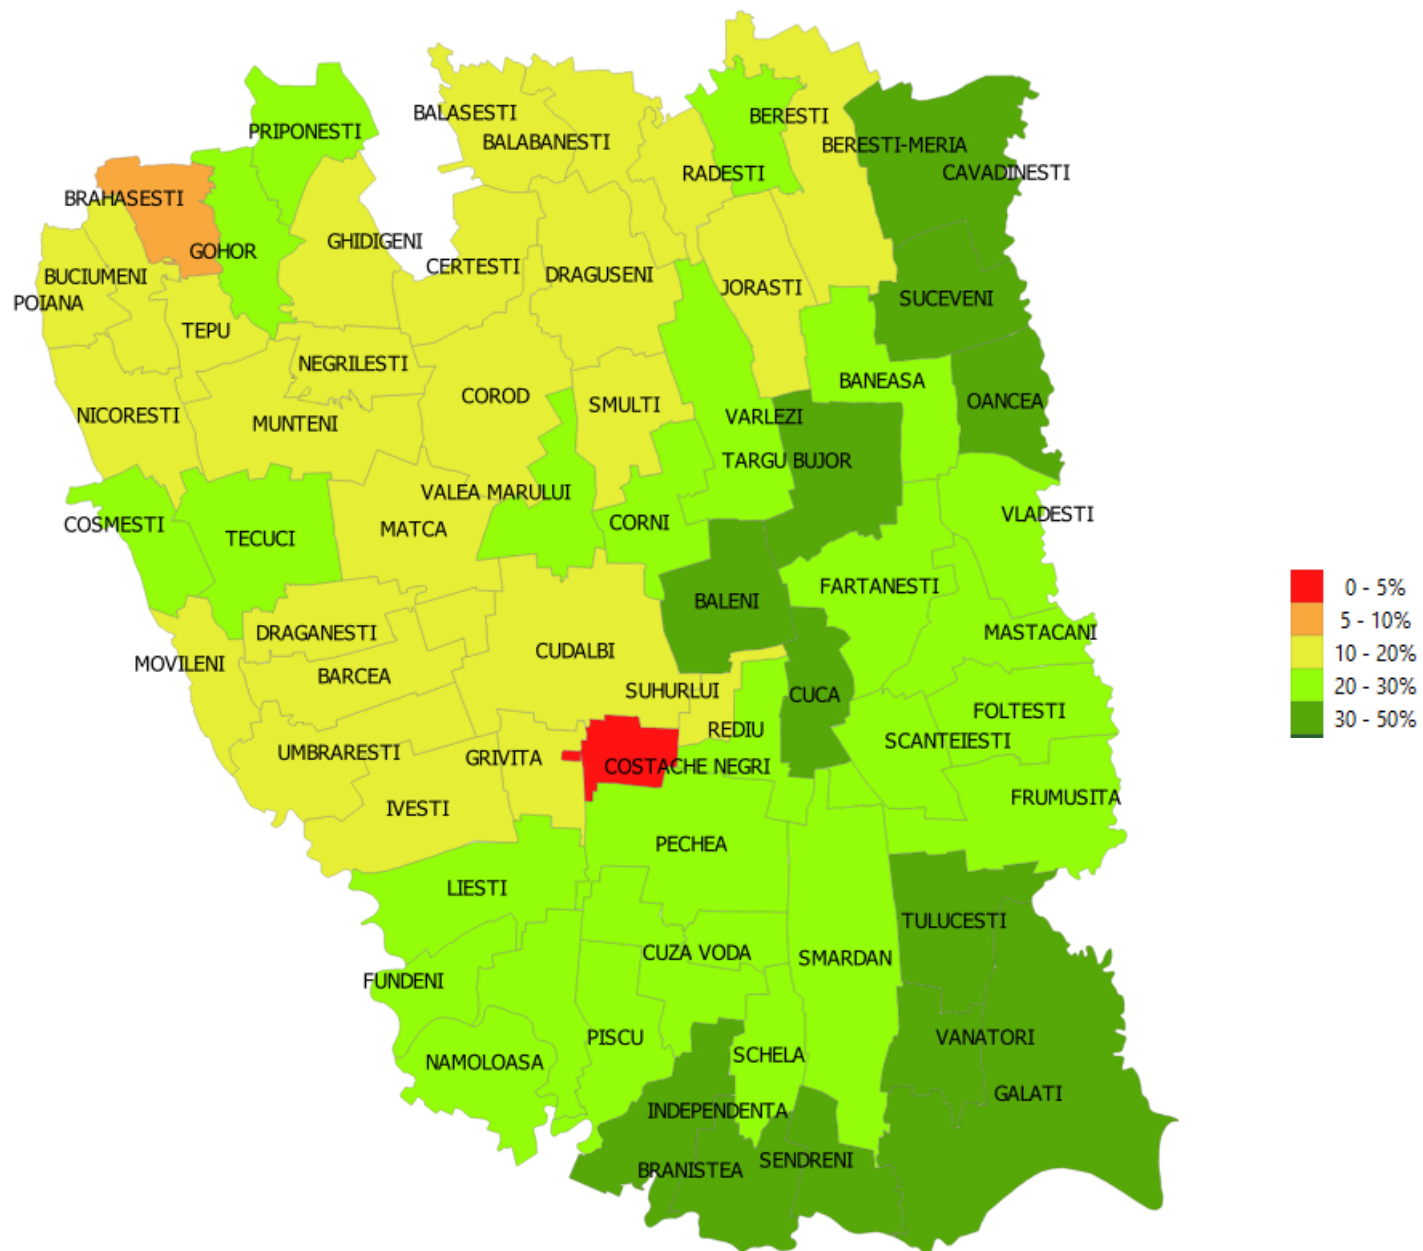 BALASESTI
BERESTI
PRIPONESTI
BALABANESTI
BERESTI-MERIA
RADESTI
CAVADINESTI
BRAHASESTI
GHIDIGENI
GOHOR
CERTESTI
DRAGUSENI
BUCIUMENI
JORASTI
SUCEVENI
POIANA
TEPU
NEGRILESTI
BANEASA
COROD
OANCEA
SMULTI
NICORESTI
VARLEZI
MUNTENI
TARGU BUJOR
VALEA MARULUI
VLADESTI
CORNI
COSMESTI
MATCA
TECUCI
FARTANESTI
0 - 5%
BALENI
5 - 10%
DRAGANESTI
MASTACANI
CUDALBI
10 - 20%
MOVILENI
BARCEA
20 - 30%
SUHURLUI
CUCA
FOLTESTI
30 - 50%
REDIU
SCANTEIESTI
UMBRARESTI
GRIVITA
COSTACHE NEGRI
FRUMUSITA
IVESTI
PECHEA
LIESTI
TULUCESTI
CUZA VODA
SMARDAN
FUNDENI
PISCU
VANATORI
SCHELA
NAMOLOASA
GALATI
INDEPENDENTA
SENDRENI
BRANISTEA